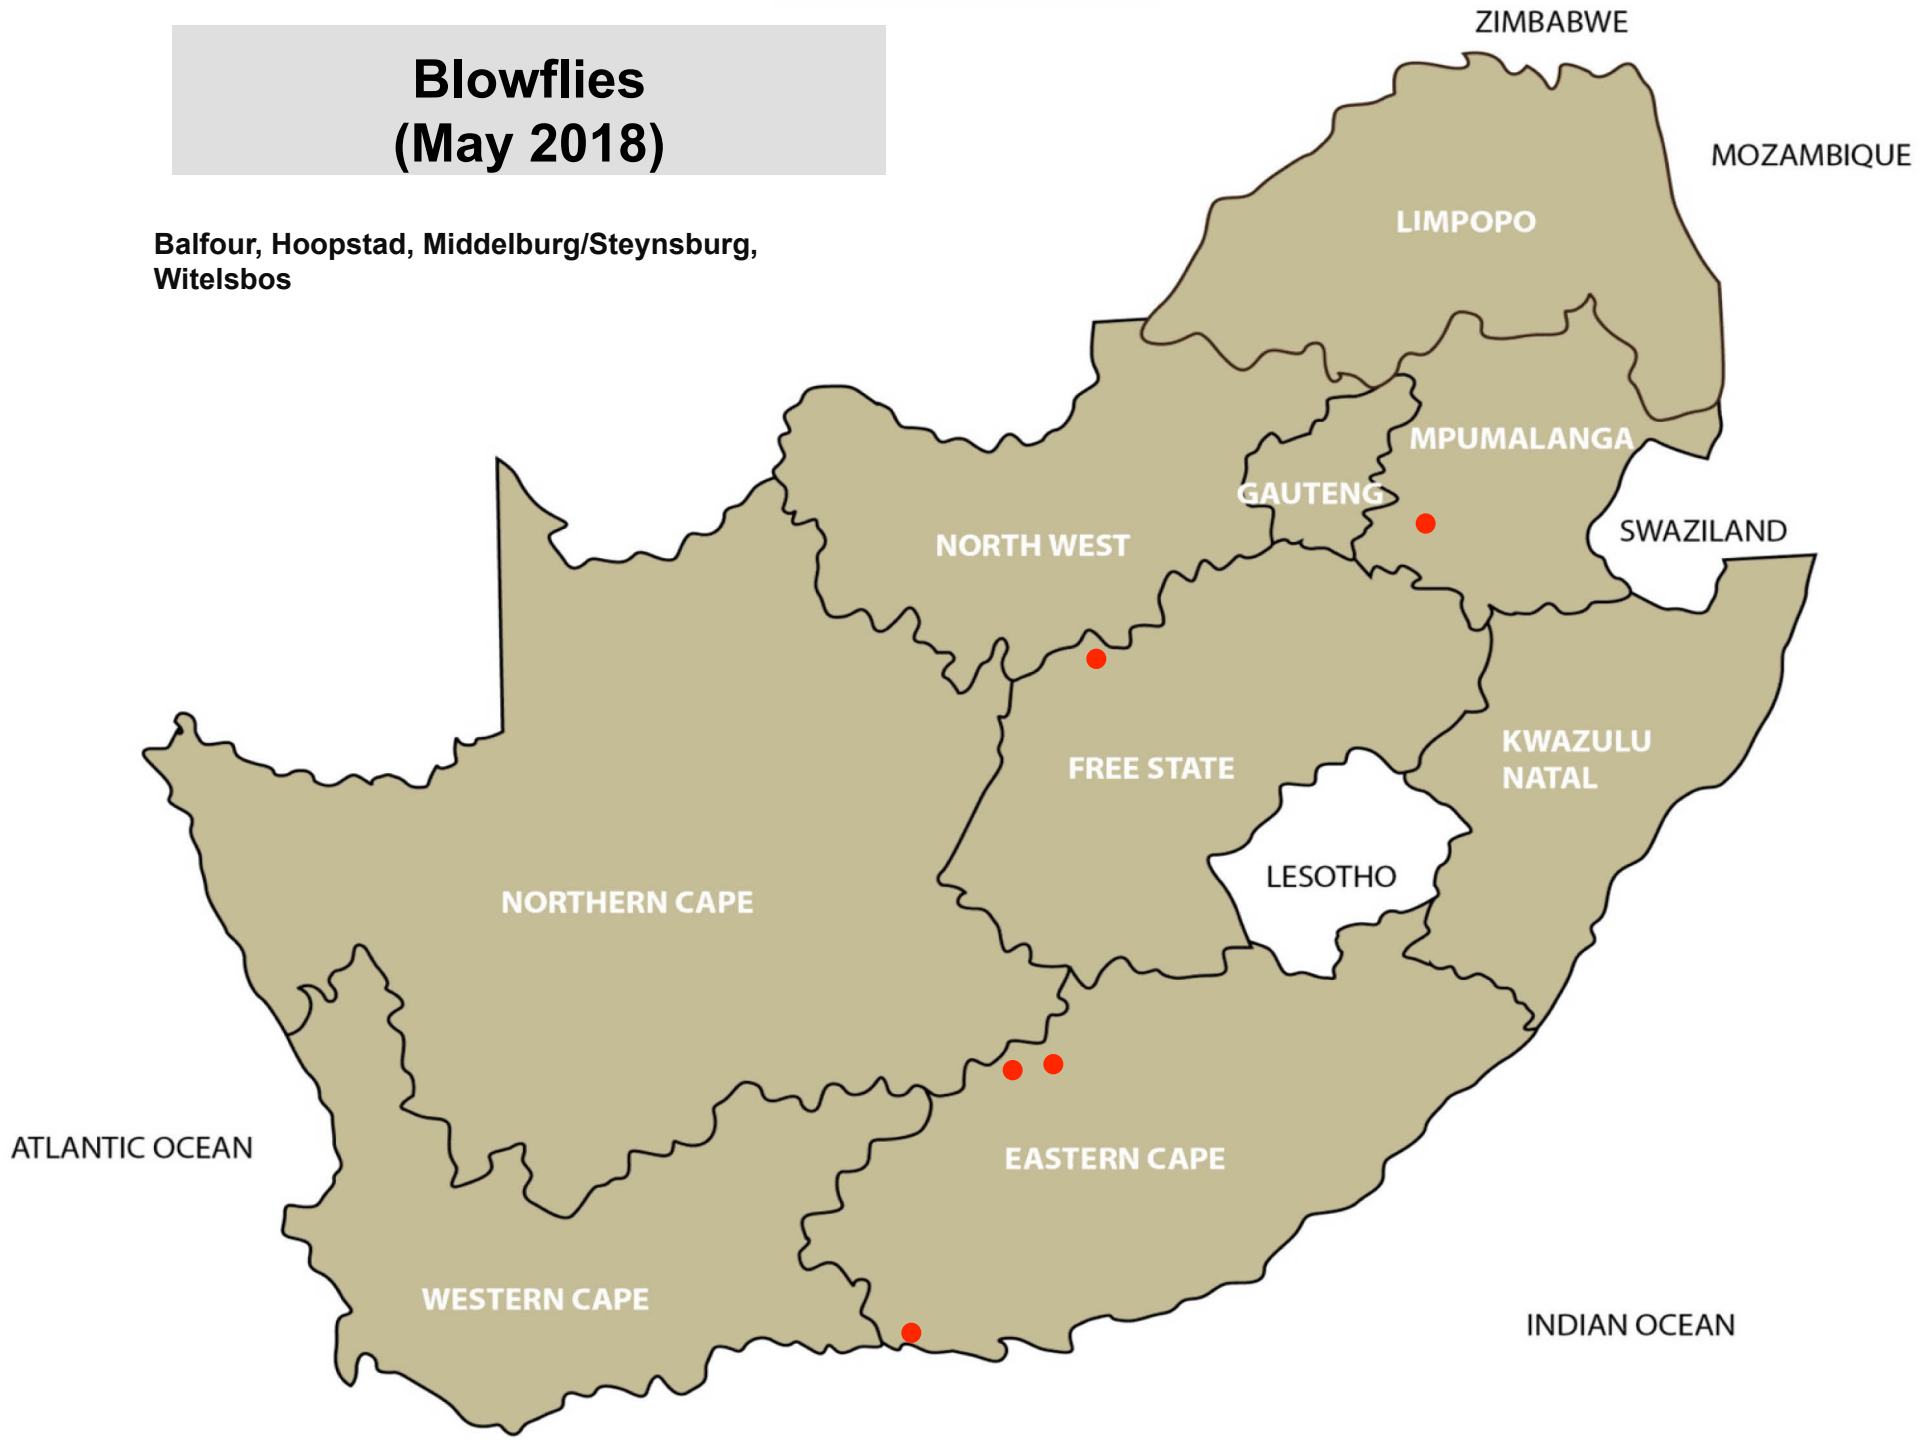 Blowflies
(May 2018)
Balfour, Hoopstad, Middelburg/Steynsburg,
Witelsbos
ZIMBABWE
MOZAMBIQUE
LIMPOPO
MPUMALANGA
GAUTENG
SWAZILAND
NORTH WEST
KWAZULU
NATAL
FREE STATE
LESOTHO
NORTHERN CAPE
ATLANTIC OCEAN
EASTERN CAPE
WESTERN CAPE
INDIAN OCEAN